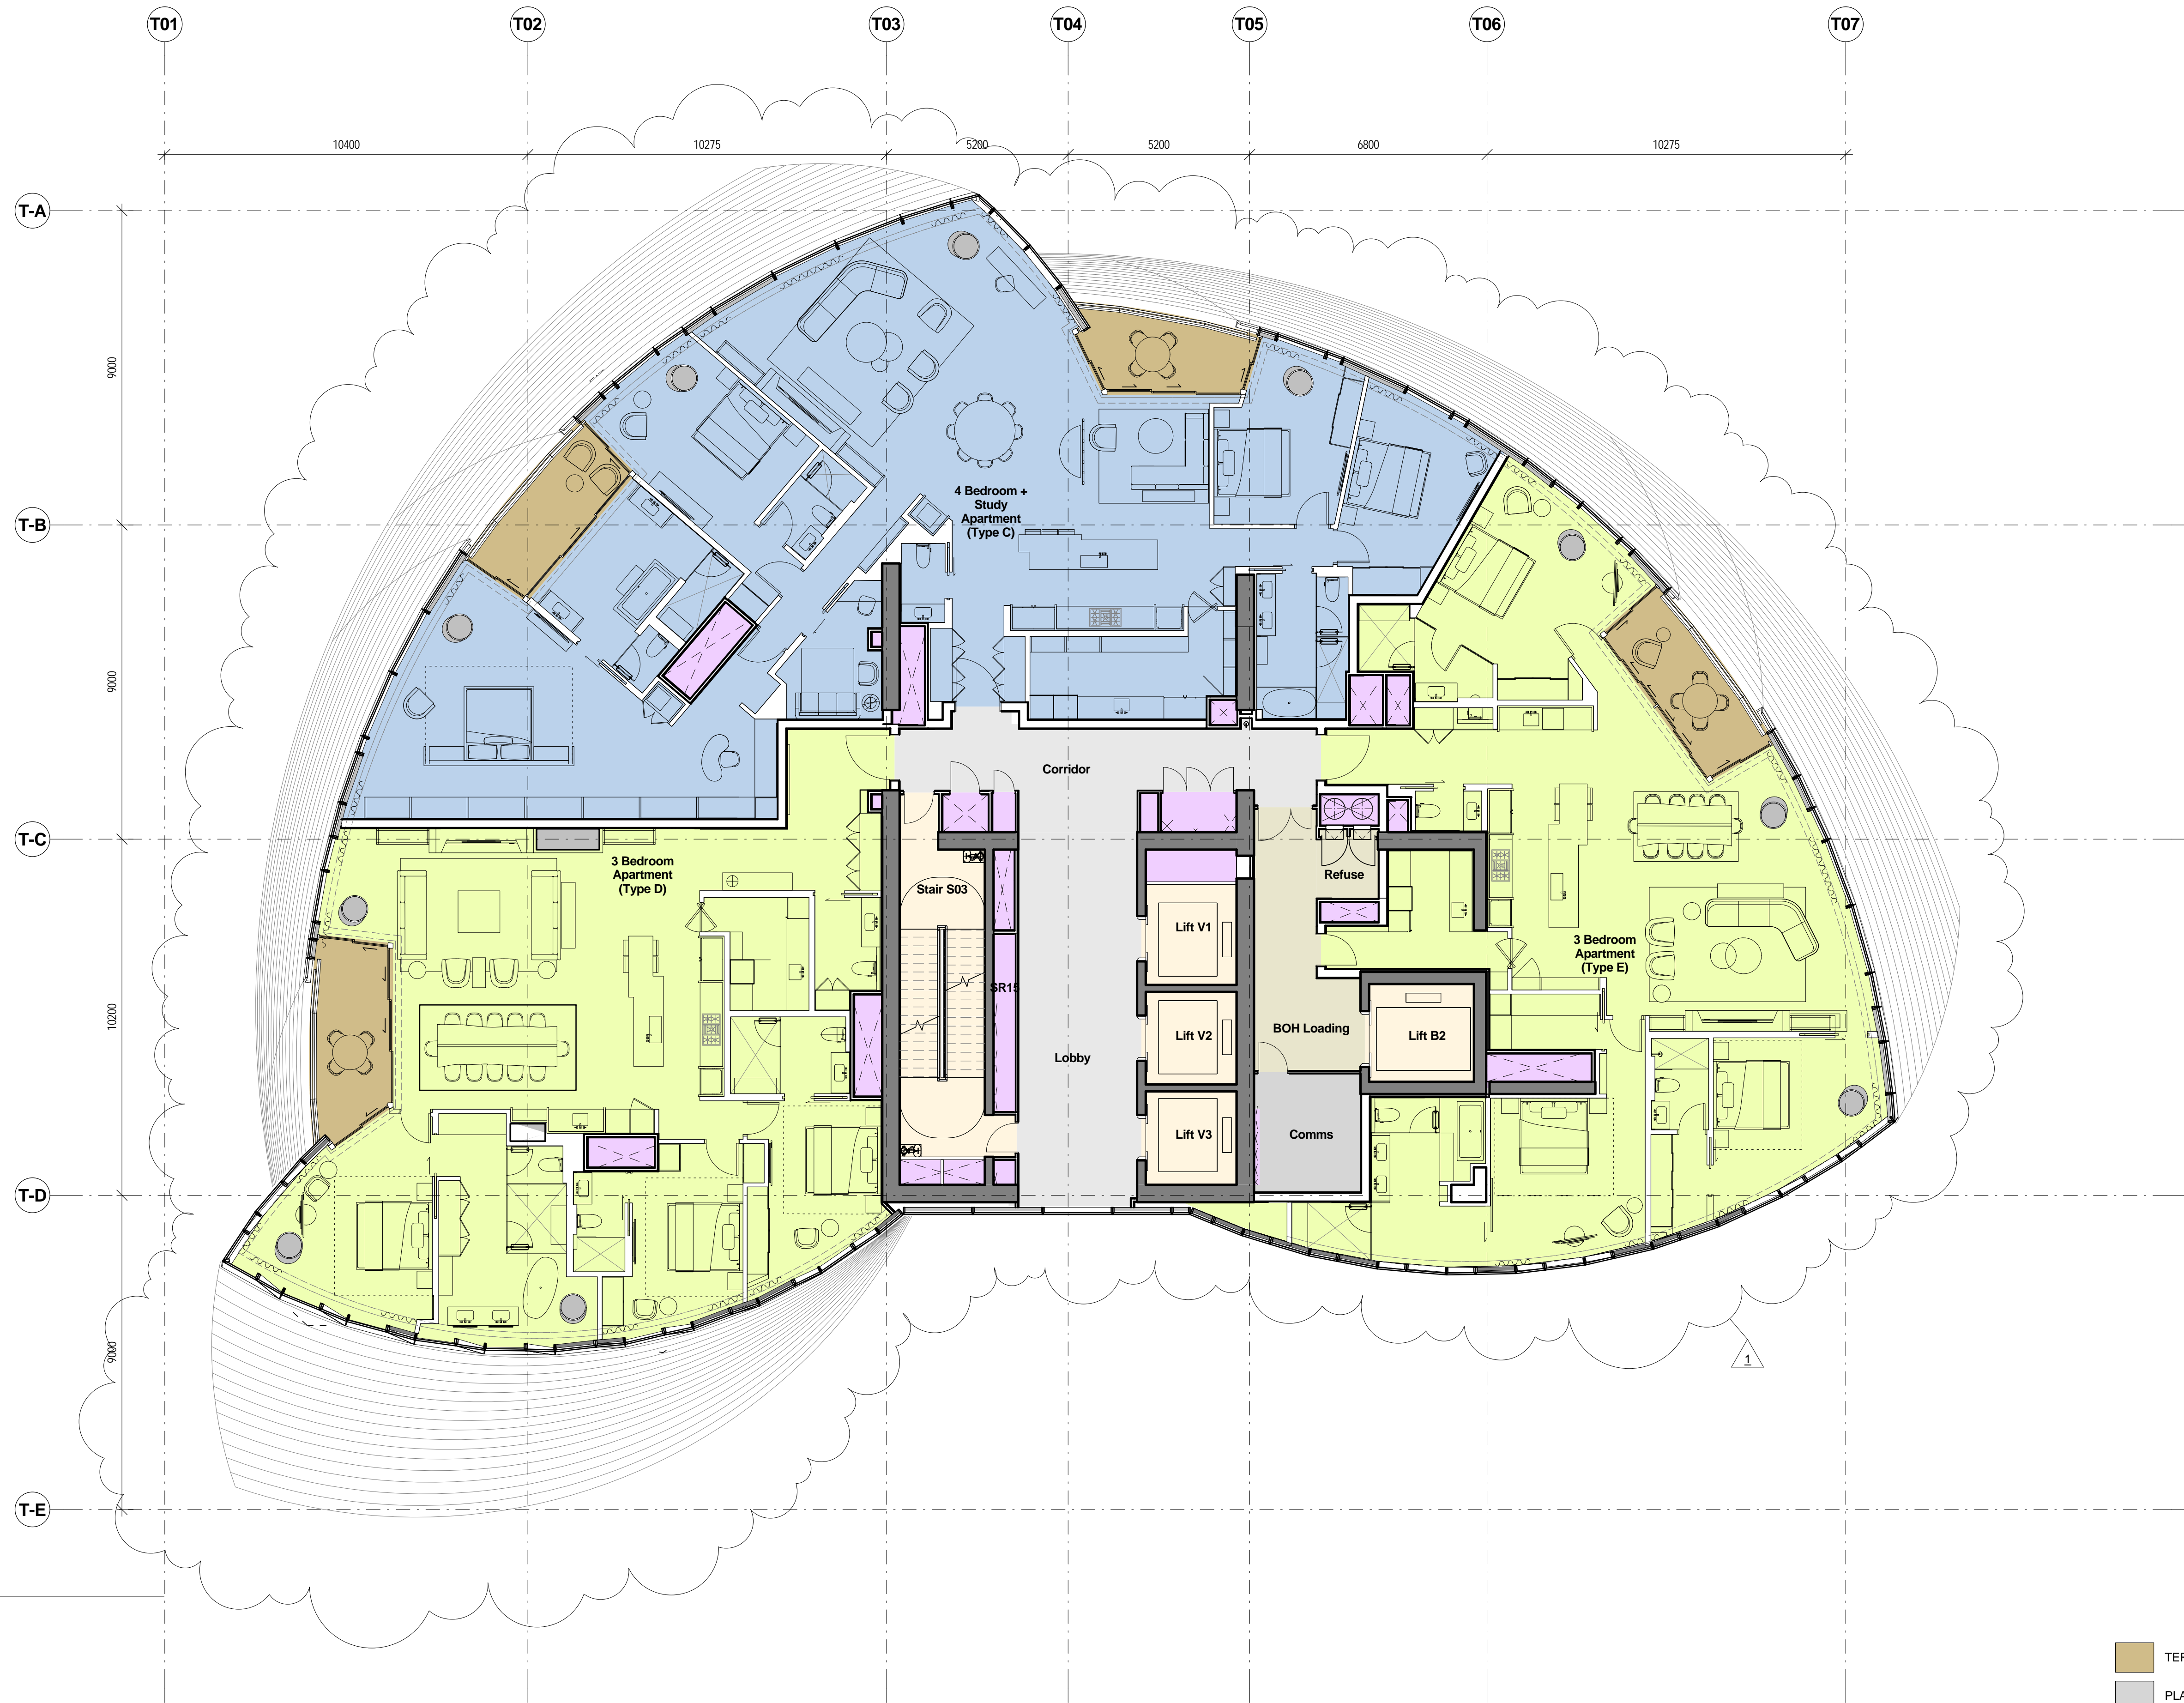 T01 T02 T03 T04 T05 T06 T07
10400 10275 5200 5200 6800 10275
T-A
9000
T-B
4 Bedroom +
Study
Apartment
(Type C)
9000
Corridor
T-C
3 Bedroom
Apartment
(Type D)
Stair S03
Refuse
Lift V1
3 Bedroom
Apartment
(Type E)
SR15
10200
BOH Loading
Lift V2
Lift B2
Lobby
Lift V3
Comms
T-D
9000
1
T-E